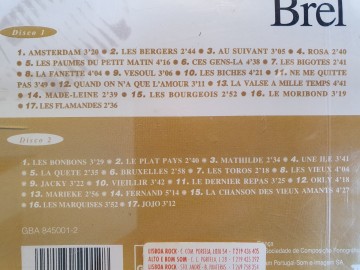 Brel
Disco 1
1. AMSTERDAM 3'20 ● 2. LES BERGERS 2'44 ● 3. AU SUIVANT 3'05 ● 4. ROSA 2'40
● 5. LES PAUMES DU PETIT MATIN 4'16 ● 6. CES GENS-LA 4'38 ● 7. LES BIGOTES 2'41
● 8. LA FANETTE 4'04 ● 9. VESOUL 3'06 ● 10. LES BICHES 4'21 ● 11. NE ME QUITTE
PAS 3'49 ● 12. QUAND ON N'A QUE L'AMOUR 3'11 ● 13. LA VALSE A MILLE TEMPS 4'41
● 14. MADE-LEINE 2'39 ● 15. LES BOURGEOIS 2'52 ● 16. LE MORIBOND 3'19
● 17. LES FLAMANDES 2'36
Disco 2
1. LES BONBONS 3'29 ● 2. LE PLAT PAYS 2'40 ● 3. MATHILDE 2'34 ● 4. UNE ILE 3'41
● 5. LA QUETE 2'35 ● 6. BRUXELLES 2'58 ● 7. LES TOROS 2'18 ● 8. LES VIEUX 4'04
● 9. JACKY 3'22 ● 10. VIEILLIR 3'42 ● 11. LE DERNIER REPAS 3'25 ● 12. ORLY 4'18
● 13. MARIEKE 2'56 ● 14. FERNAND 5'14 ● 15. LA CHANSON DES VIEUX AMANTS 4'27
● 16. LES MARQUISES 3'52 ● 17. JOJO 3'12
GBA 845001-2